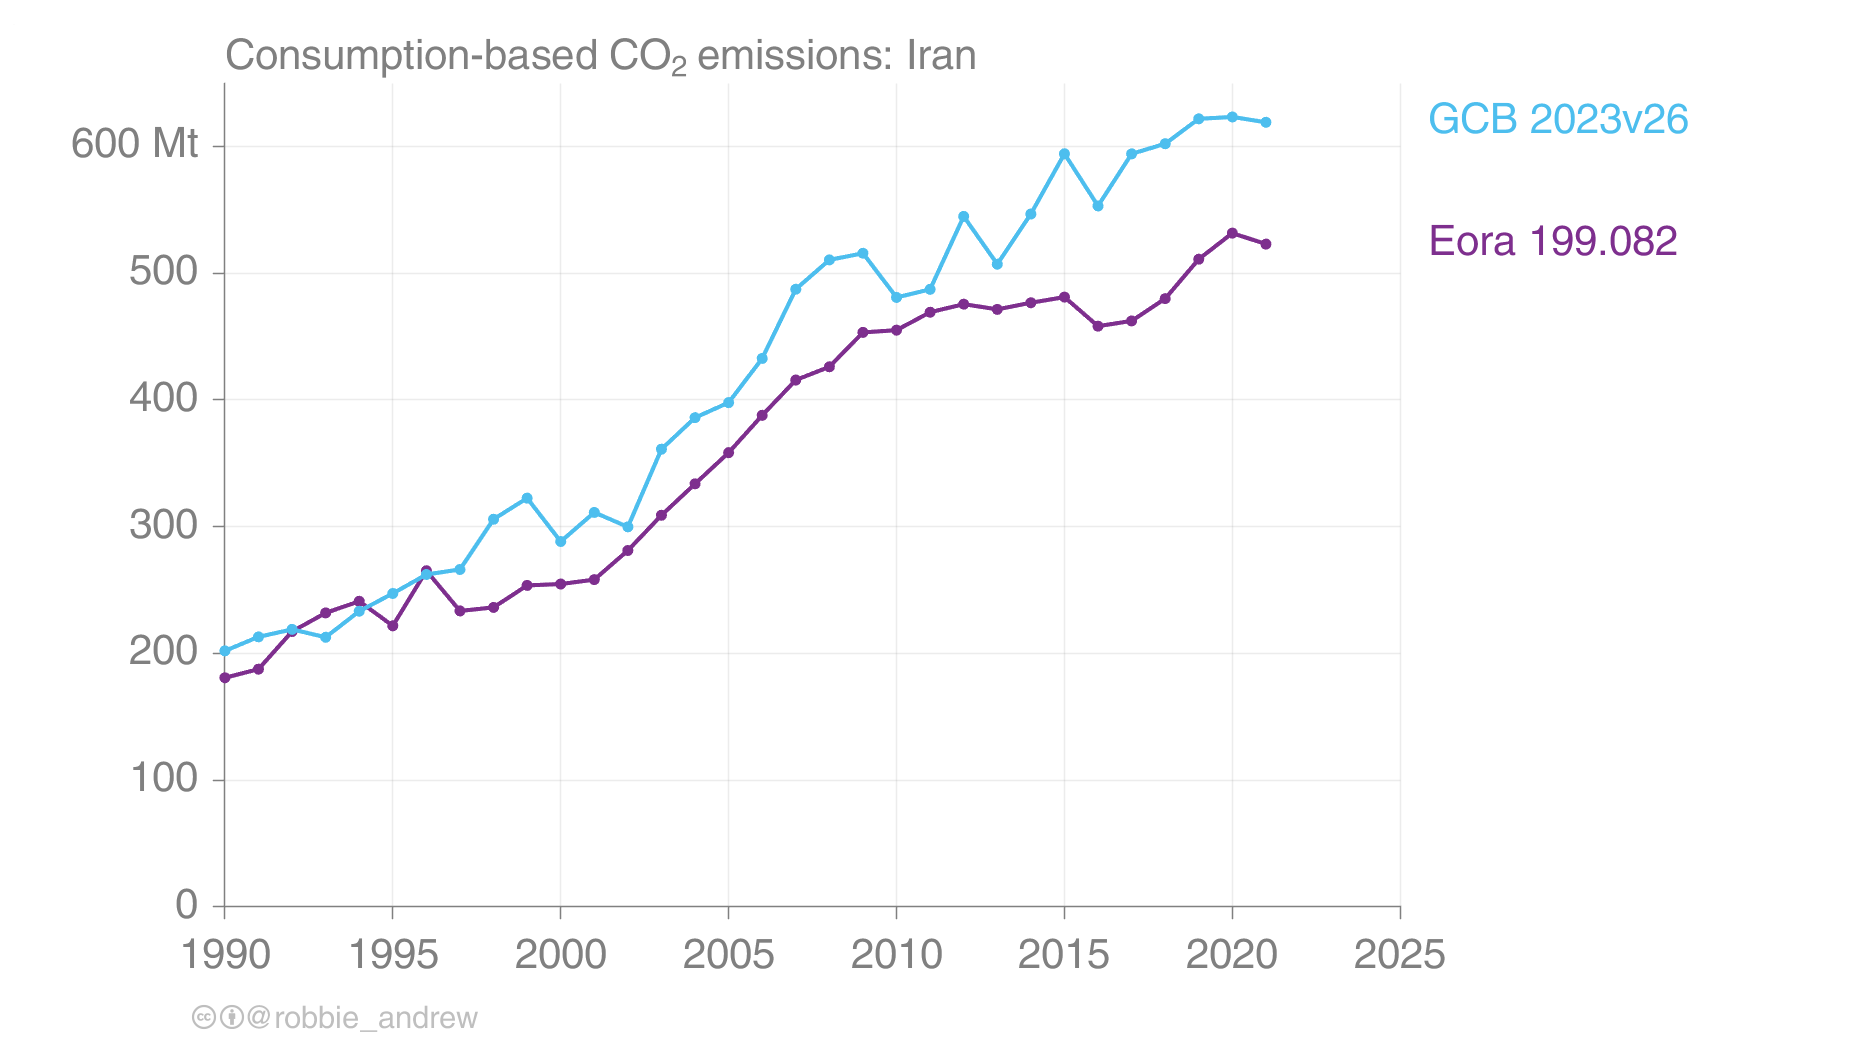 Consumption-based CO₂ emissions: Iran
600 Mt
500
400
300
200
100
0
1990 1995 2000 2005 2010 2015 2020 2025
GCB 2023v26
Eora 199.082
cc @robbie_andrew